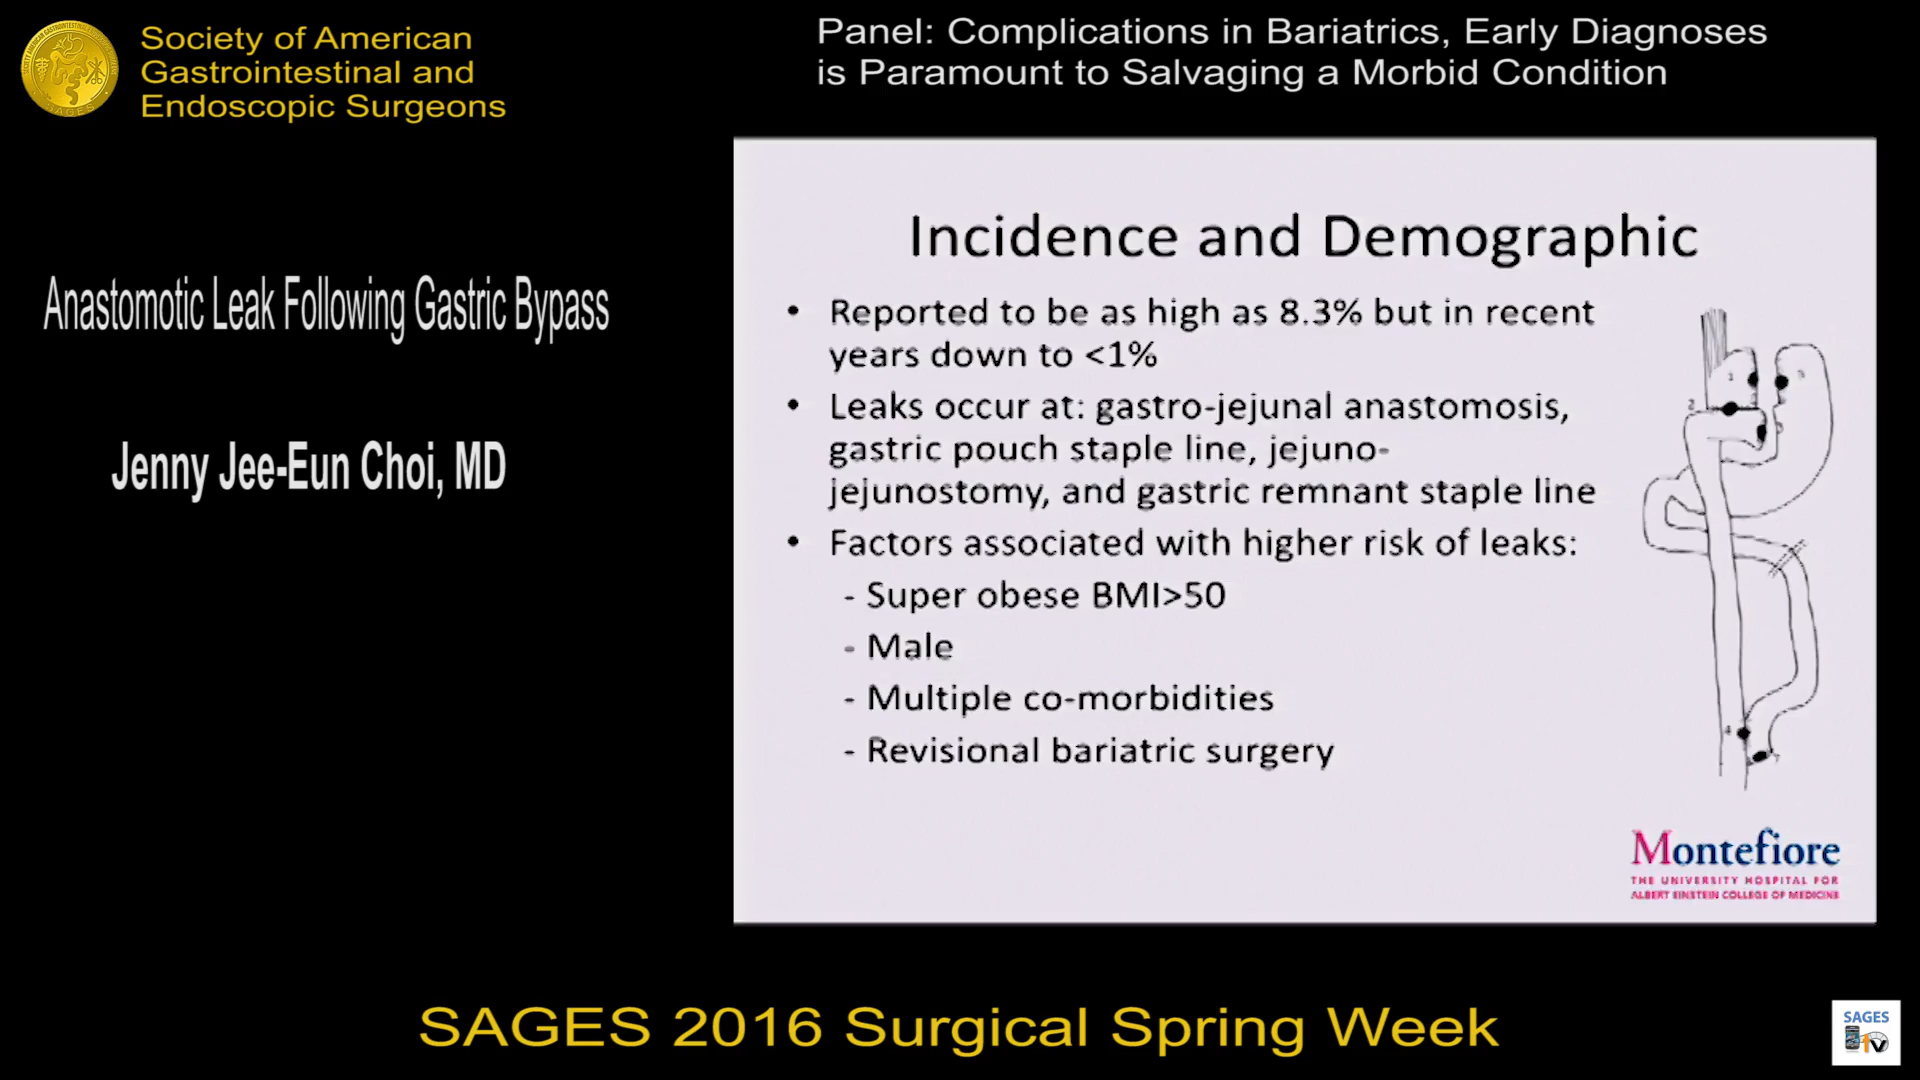 Society of American
Gastrointestinal and
Endoscopic Surgeons
Panel: Complications in Bariatrics, Early Diagnoses
is Paramount to Salvaging a Morbid Condition
Anastomotic Leak Following Gastric Bypass
Jenny Jee-Eun Choi, MD
Incidence and Demographic
• Reported to be as high as 8.3% but in recent
years down to <1%
• Leaks occur at: gastro-jejunal anastomosis,
gastric pouch staple line, jejuno-
jejunostomy, and gastric remnant staple line
• Factors associated with higher risk of leaks:
- Super obese BMI>50
- Male
- Multiple co-morbidities
- Revisional bariatric surgery
1
2
4
Montefiore
THE UNIVERSITY HOSPITAL FOR
ALBERT EINSTEIN COLLEGE OF MEDICINE
SAGES 2016 Surgical Spring Week
SAGES
TV